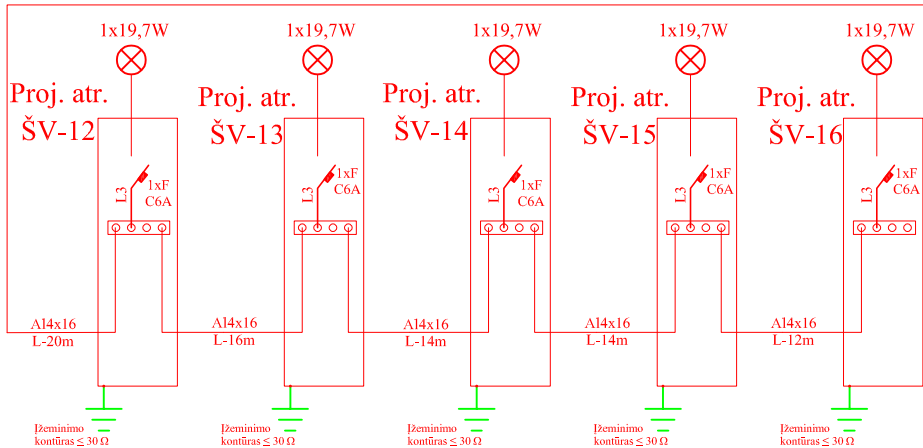 1x19,7W 1x19,7W 1x19,7W 1x19,7W 1x19,7W
Proj. atr. Proj. atr. Proj. atr. Proj. atr. Proj. atr.
ŠV-12 ŠV-13 ŠV-14 ŠV-15 ŠV-16
L3 1xF L3 1xF L3 1xF L3 1xF L3 1xF
C6A C6A C6A C6A C6A
Al4x16 Al4x16 Al4x16 Al4x16 Al4x16
L-20m L-16m L-14m L-14m L-12m
Įžeminimo Įžeminimo Įžeminimo Įžeminimo Įžeminimo
kontūras ≤ 30 Ω kontūras ≤ 30 Ω kontūras ≤ 30 Ω kontūras ≤ 30 Ω kontūras ≤ 30 Ω